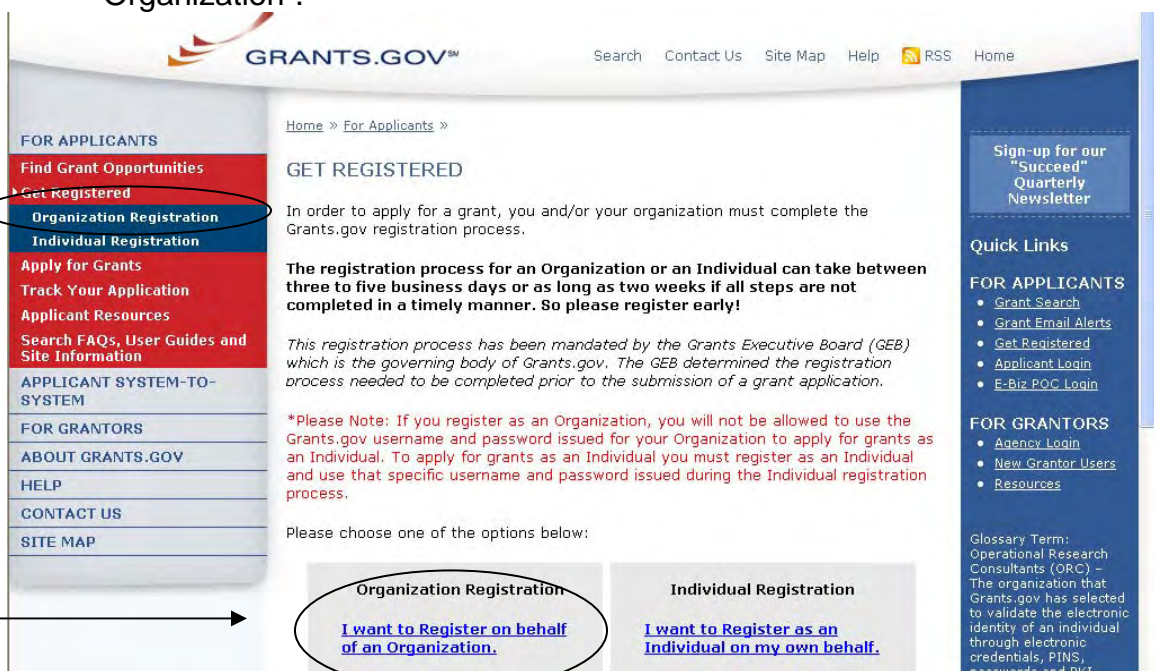 Organization".
GRANTS.GOV℠
Search Contact Us Site Map Help RSS Home
FOR APPLICANTS
Find Grant Opportunities
Get Registered
Organization Registration
Individual Registration
Apply for Grants
Track Your Application
Applicant Resources
Search FAQs, User Guides and
Site Information
APPLICANT SYSTEM-TO-
SYSTEM
FOR GRANTORS
ABOUT GRANTS.GOV
HELP
CONTACT US
SITE MAP
Home » For Applicants »
GET REGISTERED
In order to apply for a grant, you and/or your organization must complete the
Grants.gov registration process.
The registration process for an Organization or an Individual can take between
three to five business days or as long as two weeks if all steps are not
completed in a timely manner. So please register early!
This registration process has been mandated by the Grants Executive Board (GEB)
which is the governing body of Grants.gov. The GEB determined the registration
process needed to be completed prior to the submission of a grant application.
*Please Note: If you register as an Organization, you will not be allowed to use the
Grants.gov username and password issued for your Organization to apply for grants as
an Individual. To apply for grants as an Individual you must register as an Individual
and use that specific username and password issued during the Individual registration
process.
Please choose one of the options below:
Organization Registration
I want to Register on behalf
of an Organization.
Individual Registration
I want to Register as an
Individual on my own behalf.
Sign-up for our
"Succeed"
Quarterly
Newsletter
Quick Links
FOR APPLICANTS
• Grant Search
• Grant Email Alerts
• Get Registered
• Applicant Login
• E-Biz POC Login
FOR GRANTORS
• Agency Login
• New Grantor Users
• Resources
Glossary Term:
Operational Research
Consultants (ORC) –
The organization that
Grants.gov has selected
to validate the electronic
identity of an individual
through electronic
credentials, PINS,
passwords and PKI